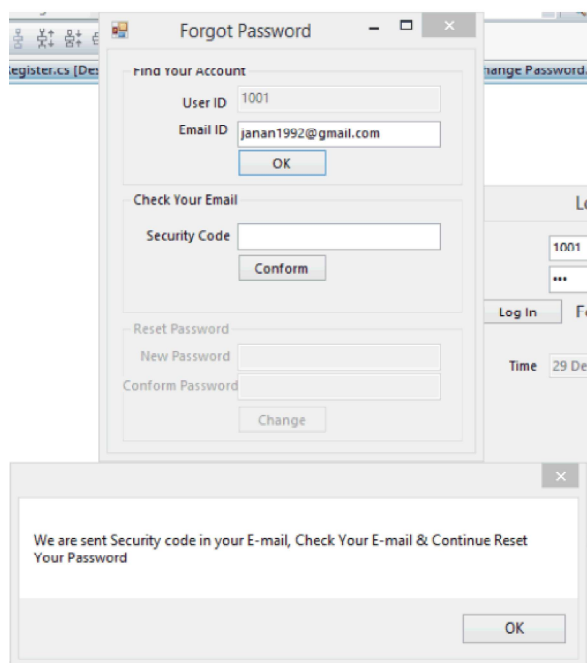 Forgot Password
Register.cs [Des
hange Password.
Find Your Account
User ID 1001
Email ID janan1992@gmail.com
OK
Check Your Email
Security Code
Conform
Reset Password
New Password
Conform Password
Change
1001
Log In
Time 29 De
We are sent Security code in your E-mail, Check Your E-mail & Continue Reset
Your Password
OK